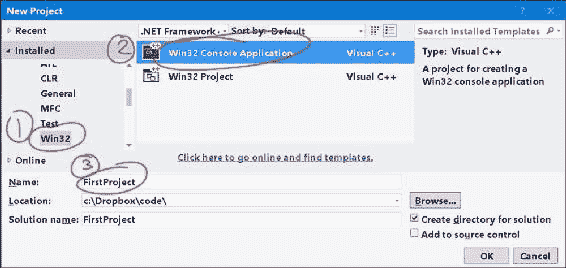 New Project
Recent
.NET Framework Sort by: Default
Search Installed Templates
Installed
2
Win32 Console Application Visual C++
Type: Visual C++
A project for creating a
Win32 console application
ATL
CLR
General
MFC
Test
Win32 Project Visual C++
1
Win32
Online
Click here to go online and find templates.
3
Name: FirstProject
Location: c:\Dropbox\code\
Browse...
Solution name: FirstProject
Create directory for solution
Add to source control
OK Cancel